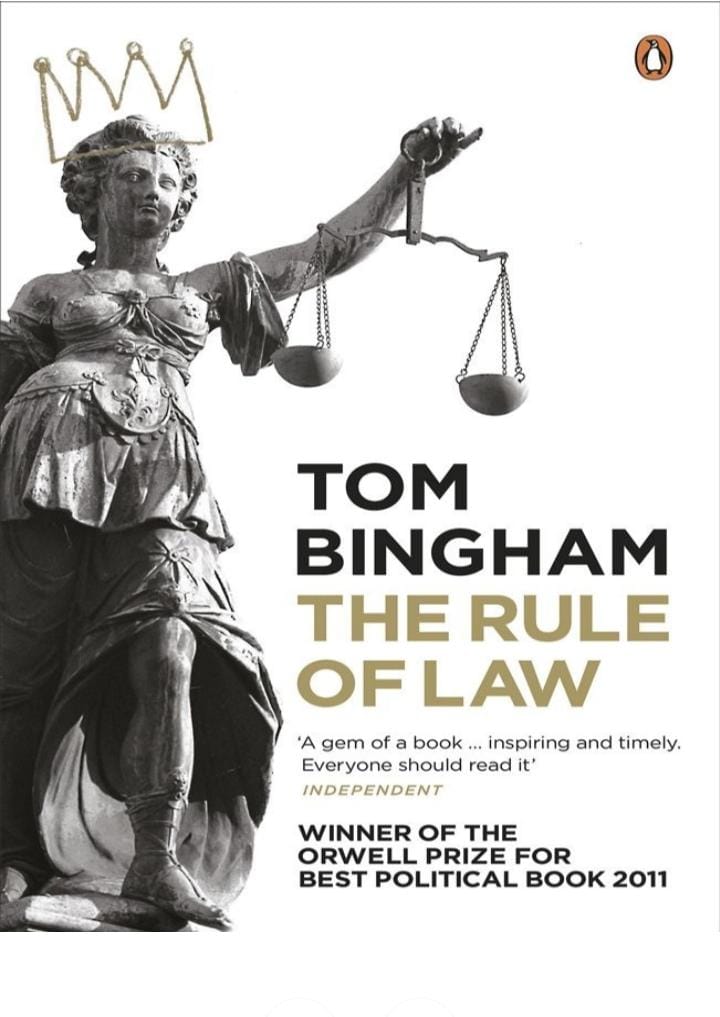 TOM
BINGHAM
THE RULE
OF LAW
‘A gem of a book ... inspiring and timely.
Everyone should read it’
INDEPENDENT
WINNER OF THE
ORWELL PRIZE FOR
BEST POLITICAL BOOK 2011